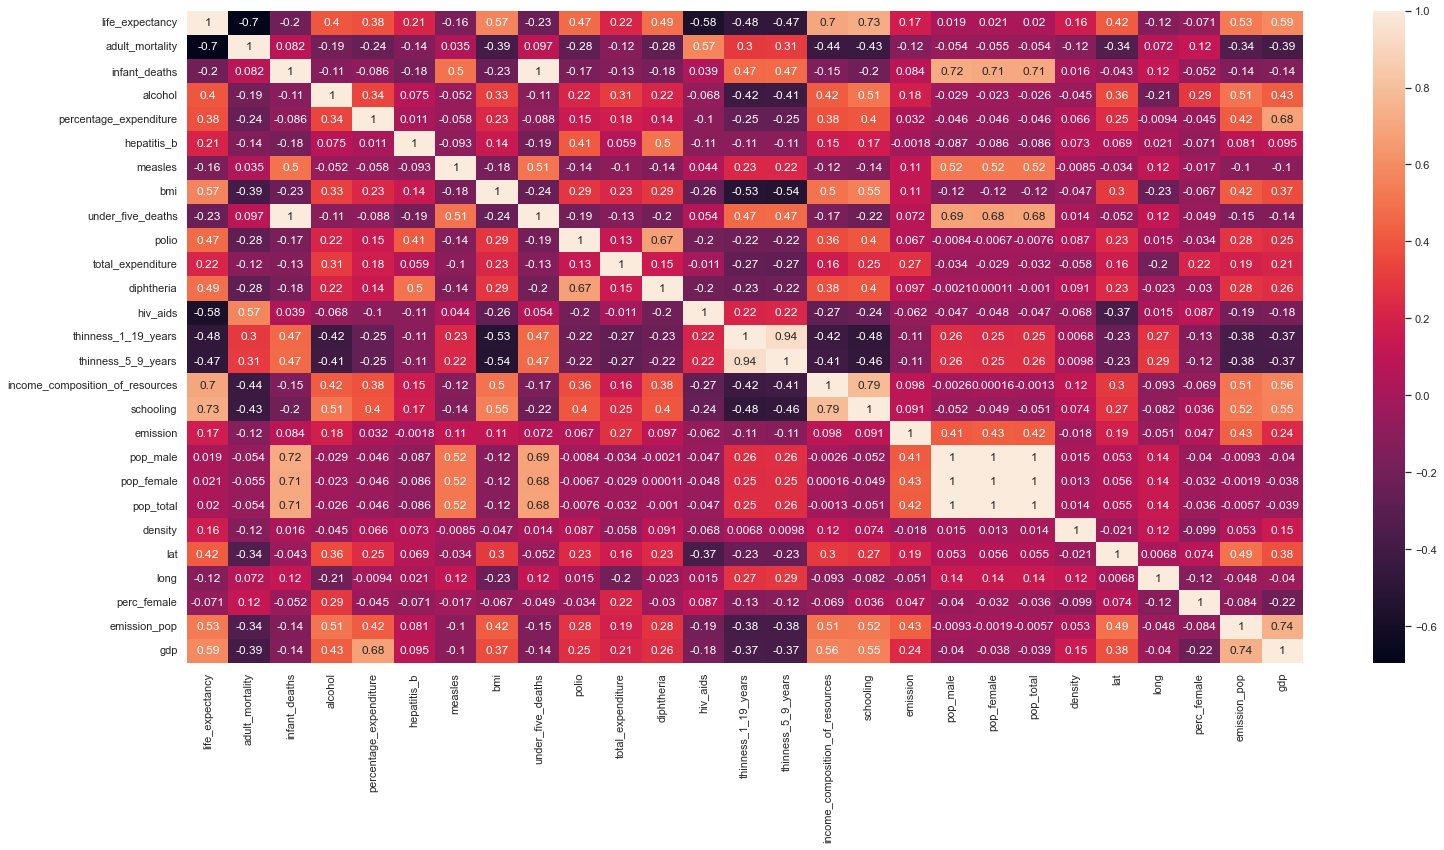 life_expectancy 1 -0.7 -0.2 0.4 0.38 0.21 -0.16 0.57 -0.23 0.47 0.22 0.49 -0.58 -0.48 -0.47 0.7 0.73 0.17 0.019 0.021 0.02 0.16 0.42 -0.12 -0.071 0.53 0.59
adult_mortality -0.7 1 0.082 -0.19 -0.24 -0.14 0.035 -0.39 0.097 -0.28 -0.12 -0.28 0.57 0.3 0.31 -0.44 -0.43 -0.12 -0.054 -0.055 -0.054 -0.12 -0.34 0.072 0.12 -0.34 -0.39
infant_deaths -0.2 0.082 1 -0.11 -0.086 -0.18 0.5 -0.23 1 -0.17 -0.13 -0.18 0.039 0.47 0.47 -0.15 -0.2 0.084 0.72 0.71 0.71 0.016 -0.043 0.12 -0.052 -0.14 -0.14
alcohol 0.4 -0.19 -0.11 1 0.34 0.075 -0.052 0.33 -0.11 0.22 0.31 0.22 -0.068 -0.42 -0.41 0.42 0.51 0.18 -0.029 -0.023 -0.026 -0.045 0.36 -0.21 0.29 0.51 0.43
percentage_expenditure 0.38 -0.24 -0.086 0.34 1 0.011 -0.058 0.23 -0.088 0.15 0.18 0.14 -0.1 -0.25 -0.25 0.38 0.4 0.032 -0.046 -0.046 -0.046 0.066 0.25 -0.0094 -0.045 0.42 0.68
hepatitis_b 0.21 -0.14 -0.18 0.075 0.011 1 -0.093 0.14 -0.19 0.41 0.059 0.5 -0.11 -0.11 -0.11 0.15 0.17 -0.0018 -0.087 -0.086 -0.086 0.073 0.069 0.021 -0.071 0.081 0.095
measles -0.16 0.035 0.5 -0.052 -0.058 -0.093 1 -0.18 0.51 -0.14 -0.1 -0.14 0.044 0.23 0.22 -0.12 -0.14 0.11 0.52 0.52 0.52 -0.0085 -0.034 0.12 -0.017 -0.1 -0.1
bmi 0.57 -0.39 -0.23 0.33 0.23 0.14 -0.18 1 -0.24 0.29 0.23 0.29 -0.26 -0.53 -0.54 0.5 0.55 0.11 -0.12 -0.12 -0.12 -0.047 0.3 -0.23 -0.067 0.42 0.37
under_five_deaths -0.23 0.097 1 -0.11 -0.088 -0.19 0.51 -0.24 1 -0.19 -0.13 -0.2 0.054 0.47 0.47 -0.17 -0.22 0.072 0.69 0.68 0.68 0.014 -0.052 0.12 -0.049 -0.15 -0.14
polio 0.47 -0.28 -0.17 0.22 0.15 0.41 -0.14 0.29 -0.19 1 0.13 0.67 -0.2 -0.22 -0.22 0.36 0.4 0.067 -0.0084 -0.0067 -0.0076 0.087 0.23 0.015 -0.034 0.28 0.25
total_expenditure 0.22 -0.12 -0.13 0.31 0.18 0.059 -0.1 0.23 -0.13 0.13 1 0.15 -0.011 -0.27 -0.27 0.16 0.25 0.27 -0.034 -0.029 -0.032 -0.058 0.16 -0.2 0.22 0.19 0.21
diphtheria 0.49 -0.28 -0.18 0.22 0.14 0.5 -0.14 0.29 -0.2 0.67 0.15 1 -0.2 -0.23 -0.22 0.38 0.4 0.097 -0.0021 0.00011 -0.001 0.091 0.23 -0.023 -0.03 0.28 0.26
hiv_aids -0.58 0.57 0.039 -0.068 -0.1 -0.11 0.044 -0.26 0.054 -0.2 -0.011 -0.2 1 0.22 0.22 -0.27 -0.24 -0.062 -0.047 -0.048 -0.047 -0.068 -0.37 0.015 0.087 -0.19 -0.18
thinness_1_19_years -0.48 0.3 0.47 -0.42 -0.25 -0.11 0.23 -0.53 0.47 -0.22 -0.27 -0.23 0.22 1 0.94 -0.42 -0.48 -0.11 0.26 0.25 0.25 0.0068 -0.23 0.27 -0.13 -0.38 -0.37
thinness_5_9_years -0.47 0.31 0.47 -0.41 -0.25 -0.11 0.22 -0.54 0.47 -0.22 -0.27 -0.22 0.22 0.94 1 -0.41 -0.46 -0.11 0.26 0.25 0.26 0.0098 -0.23 0.29 -0.12 -0.38 -0.37
income_composition_of_resources 0.7 -0.44 -0.15 0.42 0.38 0.15 -0.12 0.5 -0.17 0.36 0.16 0.38 -0.27 -0.42 -0.41 1 0.79 0.098 -0.0026 0.00016 -0.0013 0.12 0.3 -0.093 -0.069 0.51 0.56
schooling 0.73 -0.43 -0.2 0.51 0.4 0.17 -0.14 0.55 -0.22 0.4 0.25 0.4 -0.24 -0.48 -0.46 0.79 1 0.091 -0.052 -0.049 -0.051 0.074 0.27 -0.082 0.036 0.52 0.55
emission 0.17 -0.12 0.084 0.18 0.032 -0.0018 0.11 0.11 0.072 0.067 0.27 0.097 -0.062 -0.11 -0.11 0.098 0.091 1 0.41 0.43 0.42 -0.018 0.19 -0.051 0.047 0.43 0.24
pop_male 0.019 -0.054 0.72 -0.029 -0.046 -0.087 0.52 -0.12 0.69 -0.0084 -0.034 -0.0021 -0.047 0.26 0.26 -0.0026 -0.052 0.41 1 1 1 0.015 0.053 0.14 -0.04 -0.0093 -0.04
pop_female 0.021 -0.055 0.71 -0.023 -0.046 -0.086 0.52 -0.12 0.68 -0.0067 -0.029 0.00011 -0.048 0.25 0.25 0.00016 -0.049 0.43 1 1 1 0.013 0.056 0.14 -0.032 -0.0019 -0.038
pop_total 0.02 -0.054 0.71 -0.026 -0.046 -0.086 0.52 -0.12 0.68 -0.0076 -0.032 -0.001 -0.047 0.25 0.26 -0.0013 -0.051 0.42 1 1 1 0.014 0.055 0.14 -0.036 -0.0057 -0.039
density 0.16 -0.12 0.016 -0.045 0.066 0.073 -0.0085 -0.047 0.014 0.087 -0.058 0.091 -0.068 0.0068 0.0098 0.12 0.074 -0.018 0.015 0.013 0.014 1 -0.021 0.12 -0.099 0.053 0.15
lat 0.42 -0.34 -0.043 0.36 0.25 0.069 -0.034 0.3 -0.052 0.23 0.16 0.23 -0.37 -0.23 -0.23 0.3 0.27 0.19 0.053 0.056 0.055 -0.021 1 0.0068 0.074 0.49 0.38
long -0.12 0.072 0.12 -0.21 -0.0094 0.021 0.12 -0.23 0.12 0.015 -0.2 -0.023 0.015 0.27 0.29 -0.093 -0.082 -0.051 0.14 0.14 0.14 0.12 0.0068 1 -0.12 -0.048 -0.04
perc_female -0.071 0.12 -0.052 0.29 -0.045 -0.071 -0.017 -0.067 -0.049 -0.034 0.22 -0.03 0.087 -0.13 -0.12 -0.069 0.036 0.047 -0.04 -0.032 -0.036 -0.099 0.074 -0.12 1 -0.084 -0.22
emission_pop 0.53 -0.34 -0.14 0.51 0.42 0.081 -0.1 0.42 -0.15 0.28 0.19 0.28 -0.19 -0.38 -0.38 0.51 0.52 0.43 -0.0093 -0.0019 -0.0057 0.053 0.49 -0.048 -0.084 1 0.74
gdp 0.59 -0.39 -0.14 0.43 0.68 0.095 -0.1 0.37 -0.14 0.25 0.21 0.26 -0.18 -0.37 -0.37 0.56 0.55 0.24 -0.04 -0.038 -0.039 0.15 0.38 -0.04 -0.22 0.74 1
life_expectancy
adult_mortality
infant_deaths
alcohol
percentage_expenditure
hepatitis_b
measles
bmi
under_five_deaths
polio
total_expenditure
diphtheria
hiv_aids
thinness_1_19_years
thinness_5_9_years
income_composition_of_resources
schooling
emission
pop_male
pop_female
pop_total
density
lat
long
perc_female
emission_pop
gdp
1.0
0.8
0.6
0.4
0.2
0.0
-0.2
-0.4
-0.6